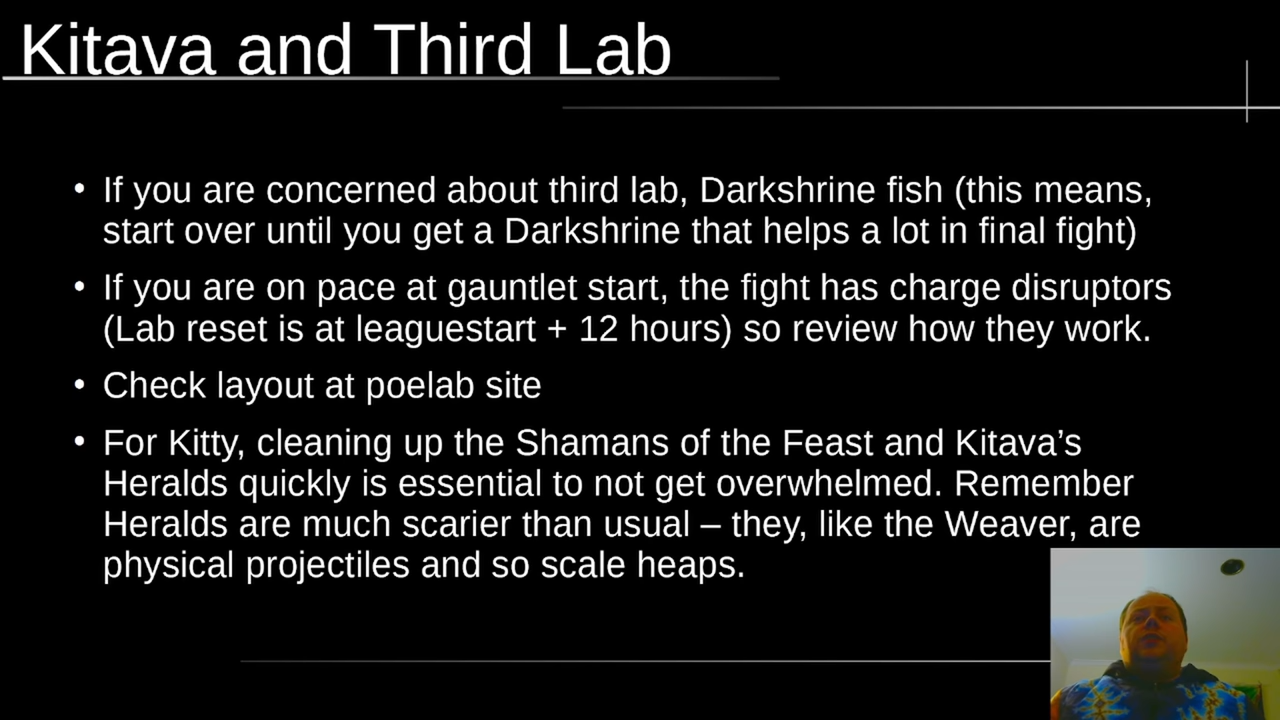 Kitava and Third Lab
• If you are concerned about third lab, Darkshrine fish (this means,
start over until you get a Darkshrine that helps a lot in final fight)
• If you are on pace at gauntlet start, the fight has charge disruptors
(Lab reset is at leaguestart + 12 hours) so review how they work.
• Check layout at poelab site
• For Kitty, cleaning up the Shamans of the Feast and Kitava’s
Heralds quickly is essential to not get overwhelmed. Remember
Heralds are much scarier than usual – they, like the Weaver, are
physical projectiles and so scale heaps.